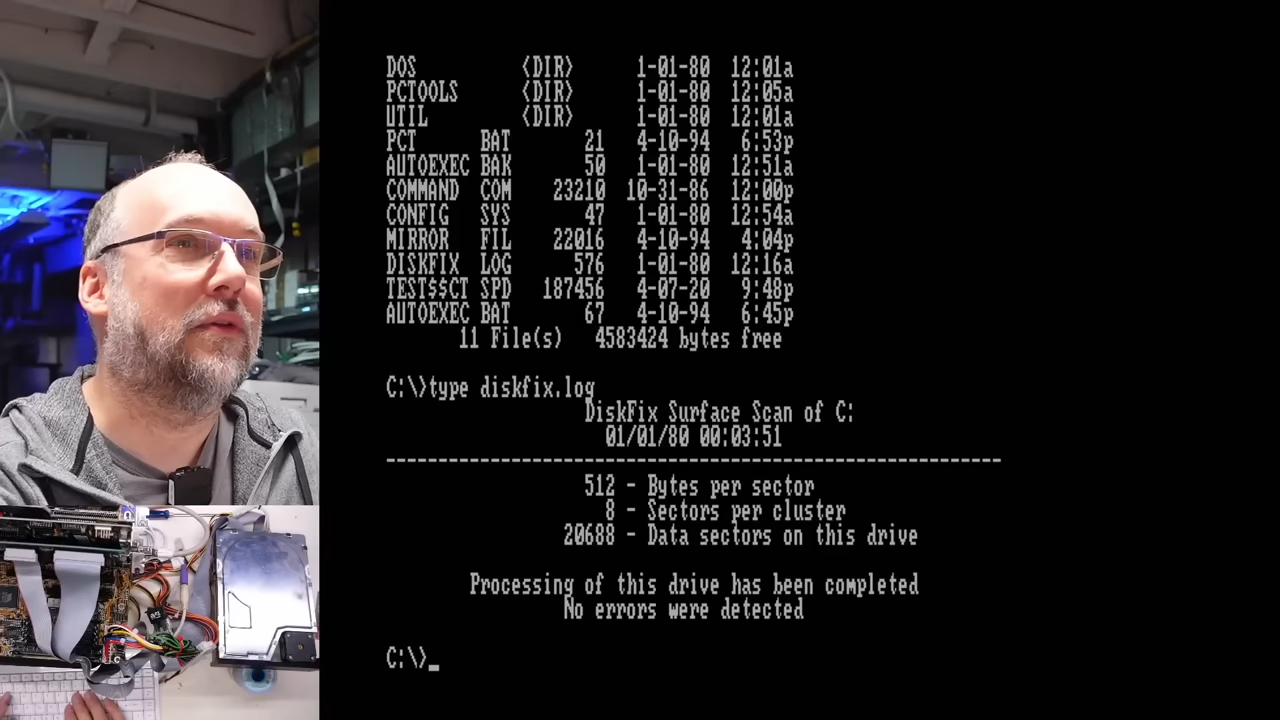 DOS <DIR> 1-01-80 12:01a
PCTOOLS <DIR> 1-01-80 12:05a
UTIL <DIR> 1-01-80 12:01a
PCT BAT 21 4-10-94 6:53p
AUTOEXEC BAK 50 1-01-80 12:51a
COMMAND COM 23210 10-31-86 12:00p
CONFIG SYS 47 1-01-80 12:54a
MIRROR FIL 22016 4-10-94 4:04p
DISKFIX LOG 576 1-01-80 12:16a
TEST$$CT SPD 187456 4-07-20 9:48p
AUTOEXEC BAT 67 4-10-94 6:45p
11 File(s) 4583424 bytes free
C:\>type diskfix.log
DiskFix Surface Scan of C:
01/01/80 00:03:51
-----------------------------------------------------------
512 - Bytes per sector
8 - Sectors per cluster
20688 - Data sectors on this drive
Processing of this drive has been completed
No errors were detected
C:\>_